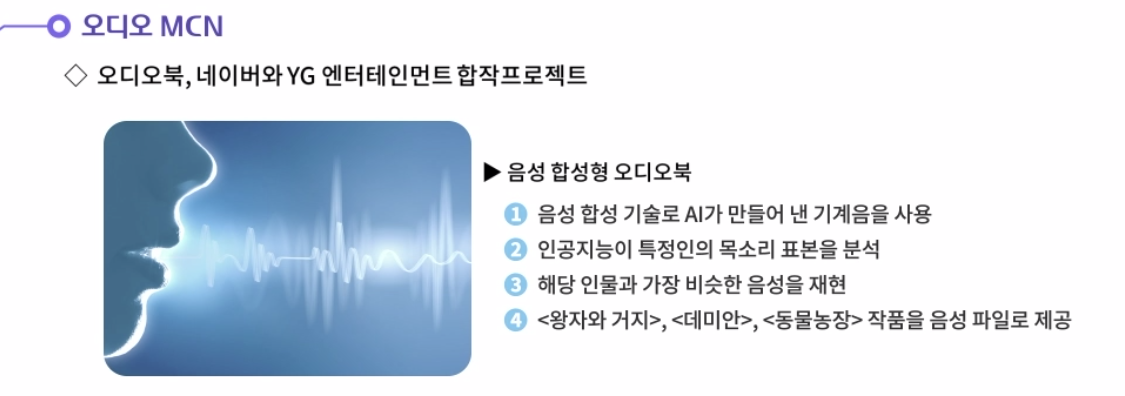 오디오 MCN
◇ 오디오북, 네이버와 YG 엔터테인먼트 합작프로젝트
▶ 음성 합성형 오디오북
1 음성 합성 기술로 AI가 만들어 낸 기계음을 사용
2 인공지능이 특정인의 목소리 표본을 분석
3 해당 인물과 가장 비슷한 음성을 재현
4 <왕자와 거지>, <데미안>, <동물농장> 작품을 음성 파일로 제공